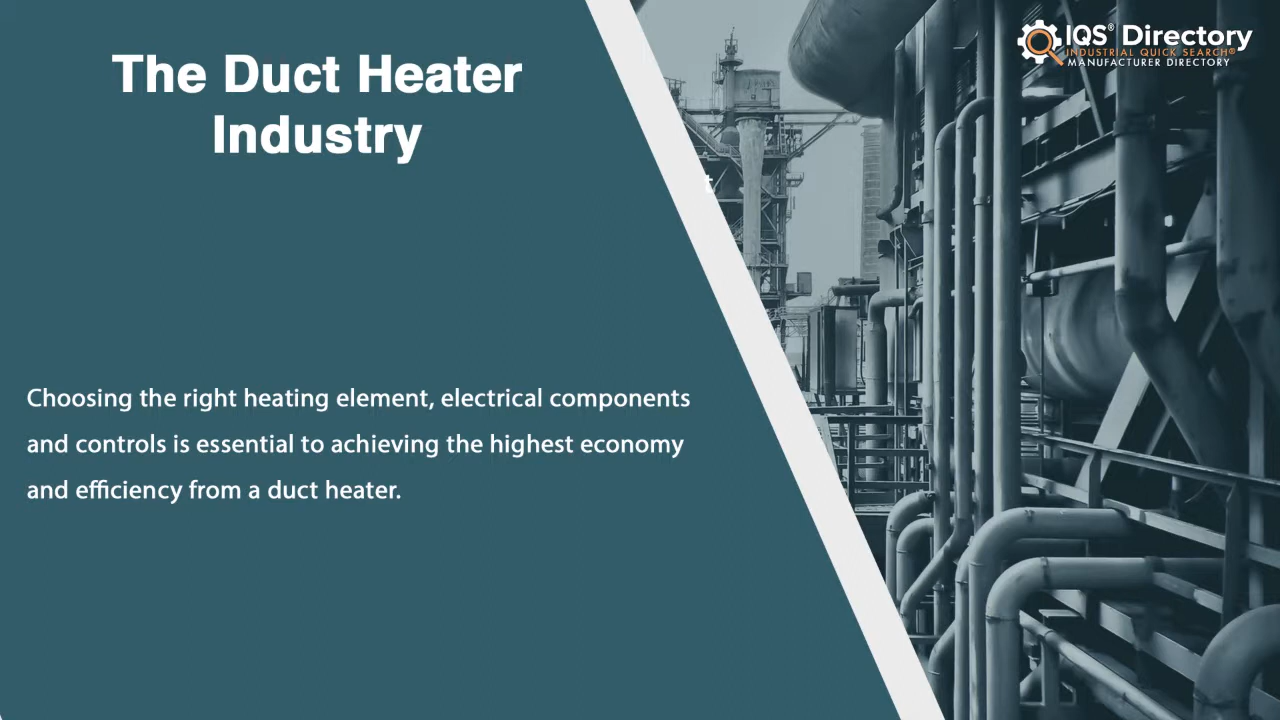 The Duct Heater
Industry
t
Choosing the right heating element, electrical components
and controls is essential to achieving the highest economy
and efficiency from a duct heater.
IQS® Directory
INDUSTRIAL QUICK SEARCH®
MANUFACTURER DIRECTORY